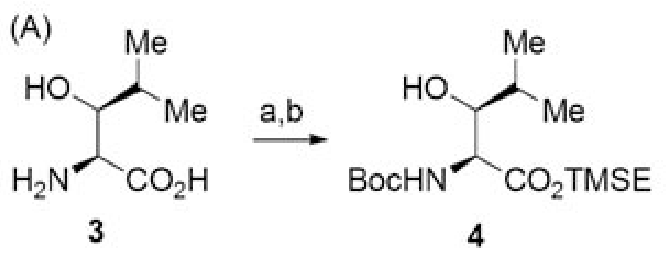 (A)
Me
HO
Me
H₂N
CO₂H
3
a,b
Me
HO
Me
BocHN
CO₂TMSE
4